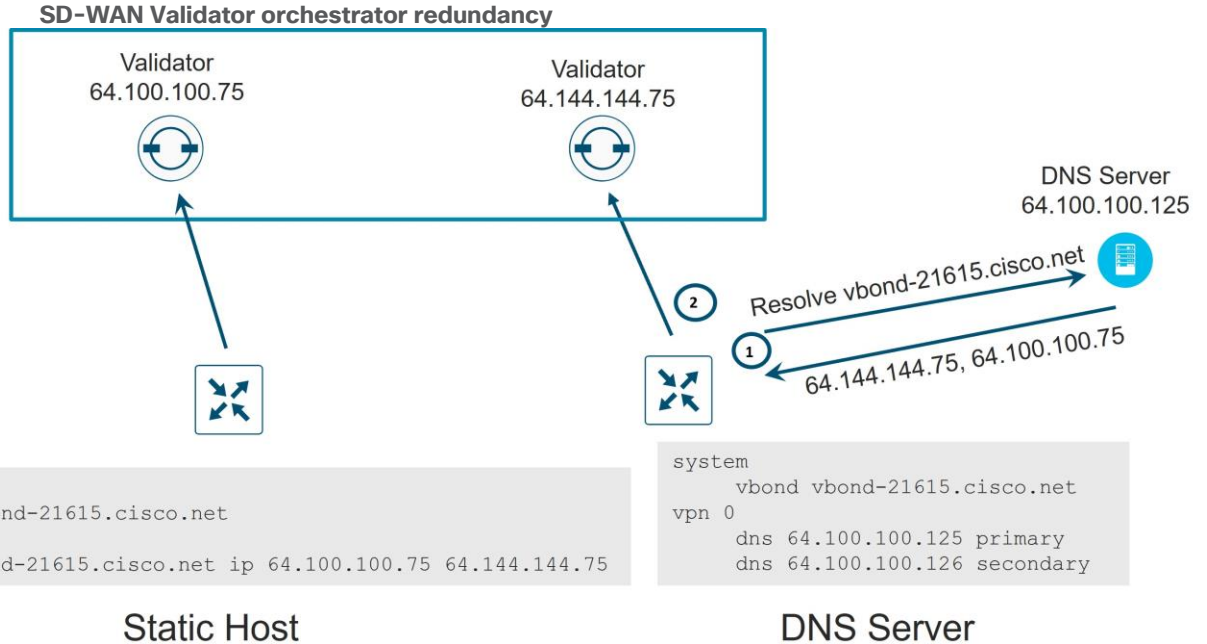 SD-WAN Validator orchestrator redundancy
Validator
64.100.100.75
Validator
64.144.144.75
DNS Server
64.100.100.125
Resolve vbond-21615.cisco.net
2
1
64.144.144.75, 64.100.100.75
nd-21615.cisco.net
d-21615.cisco.net ip 64.100.100.75 64.144.144.75
system
vbond vbond-21615.cisco.net
vpn 0
dns 64.100.100.125 primary
dns 64.100.100.126 secondary
Static Host
DNS Server